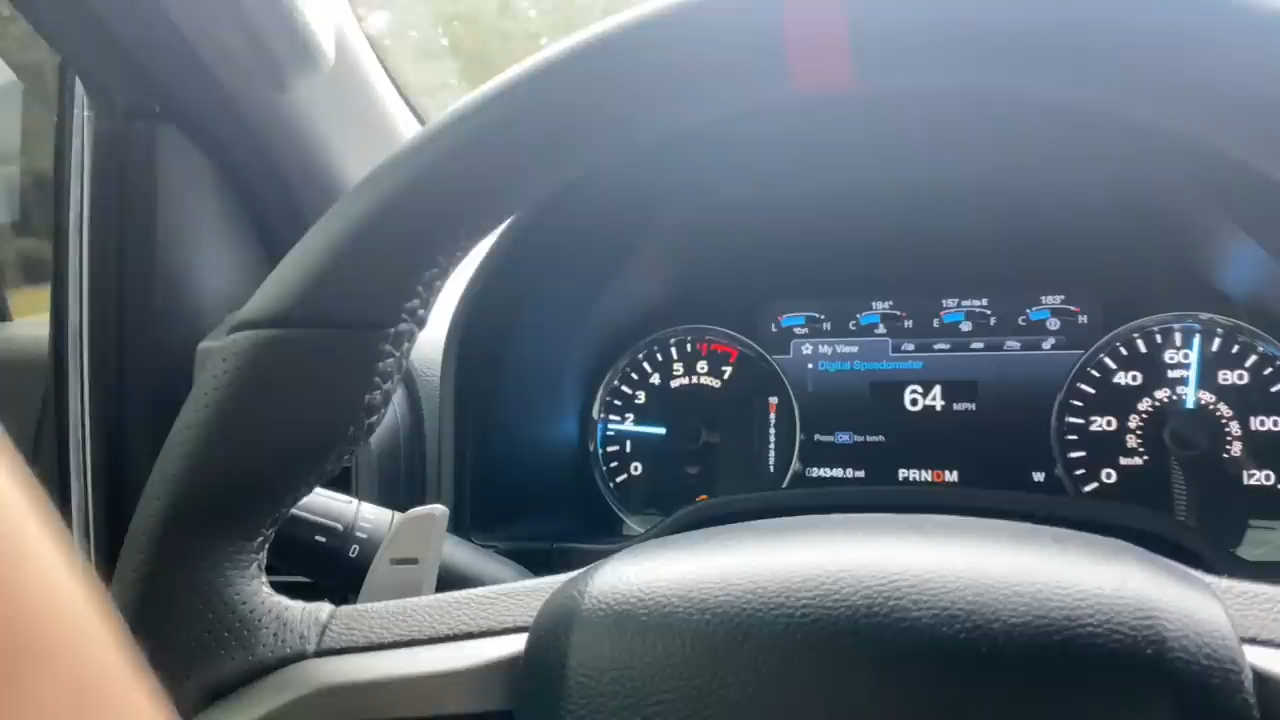 194° 157 mi to E 183°
L H C H E F C H
My View
Digital Speedometer
64 MPH
Press OK for km/h
024349.0 mi PRNDM W
0 1 2 3 4 5 6 7
RPM X 1000
0 20 40 60 80 100 120
MPH
km/h
0